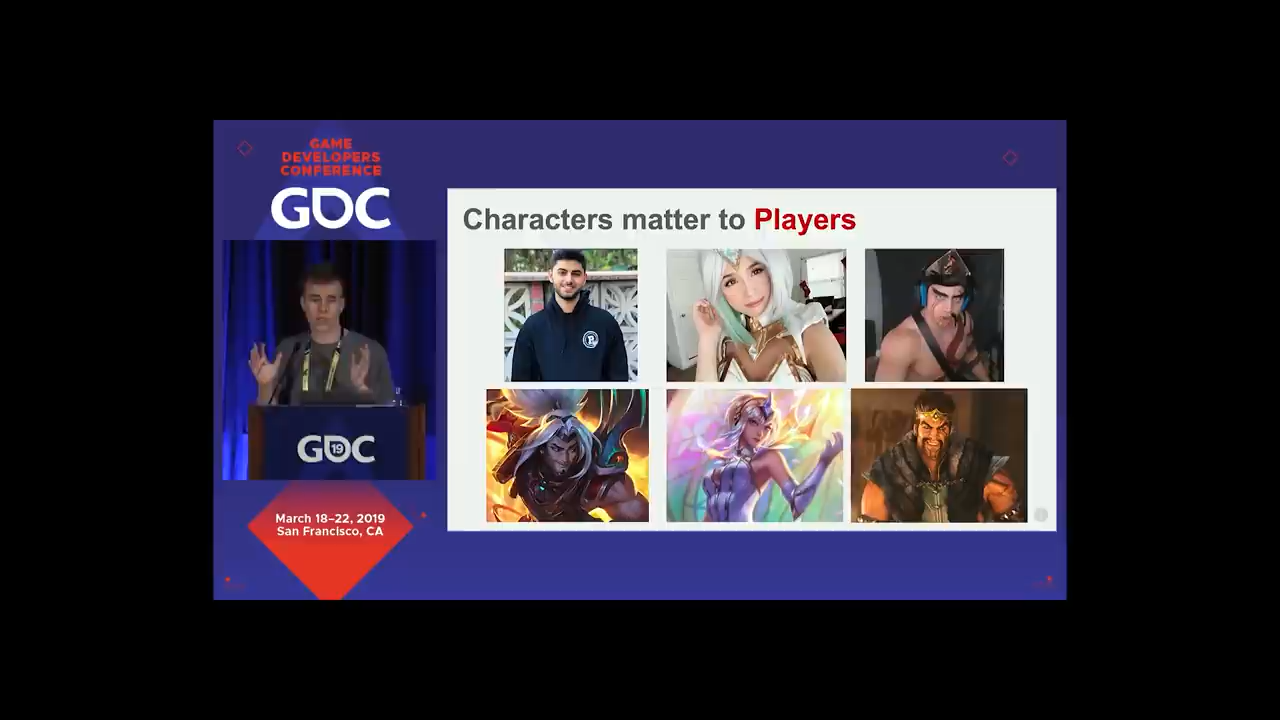 GAME
DEVELOPERS
CONFERENCE
GDC
Characters matter to Players
GDC
19
March 18–22, 2019
San Francisco, CA